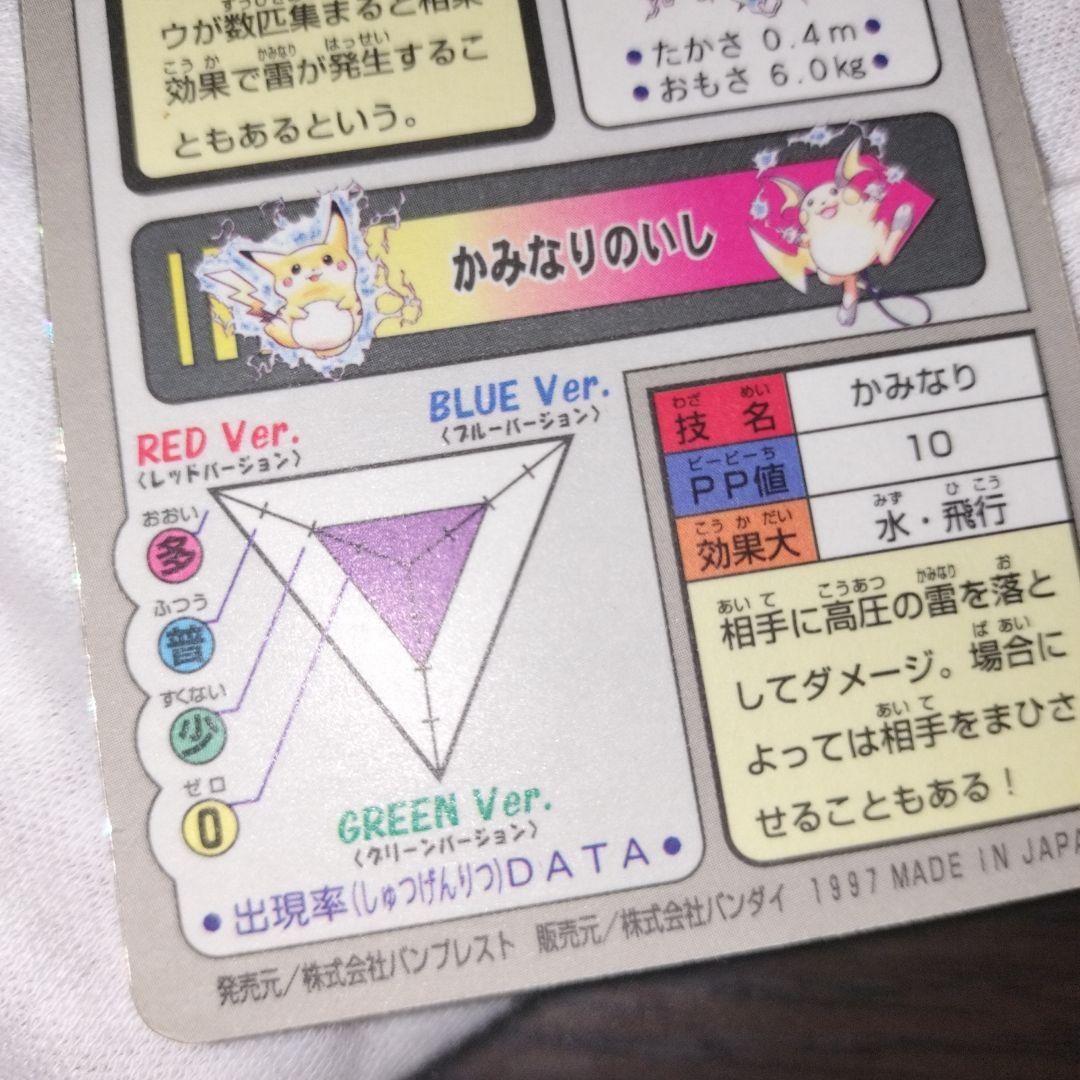 ウが数匹集まると相乗
こうか かみなり はっせい
効果で雷が発生するこ
ともあるという。
●たかさ 0.4m●
●おもさ 6.0kg●
かみなりのいし
RED Ver.
〈レッドバージョン〉
BLUE Ver.
〈ブルーバージョン〉
おおい
多
ふつう
普
すくない
少
ゼロ
0
GREEN Ver.
〈グリーンバージョン〉
●出現率(しゅつげんりつ)DATA●
わざ めい
技名 かみなり
ピーピーち
PP値 10
こうかだい みず ひこう
効果大 水・飛行
あいて こうあつ かみなり お
相手に高圧の雷を落と
ばあい
してダメージ。場合に
あいて
よっては相手をまひさ
せることもある！
発売元／株式会社バンプレスト 販売元／株式会社バンダイ 1997 MADE IN JAPA